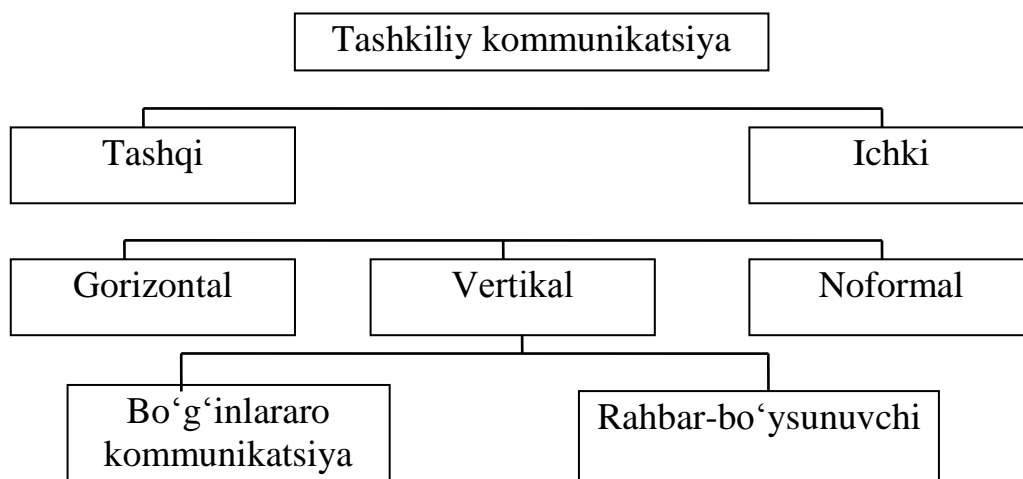 Tashkiliy kommunikatsiya
Tashqi
Ichki
Gorizontal
Vertikal
Noformal
Bo‘g‘inlararo
kommunikatsiya
Rahbar-bo‘ysunuvchi